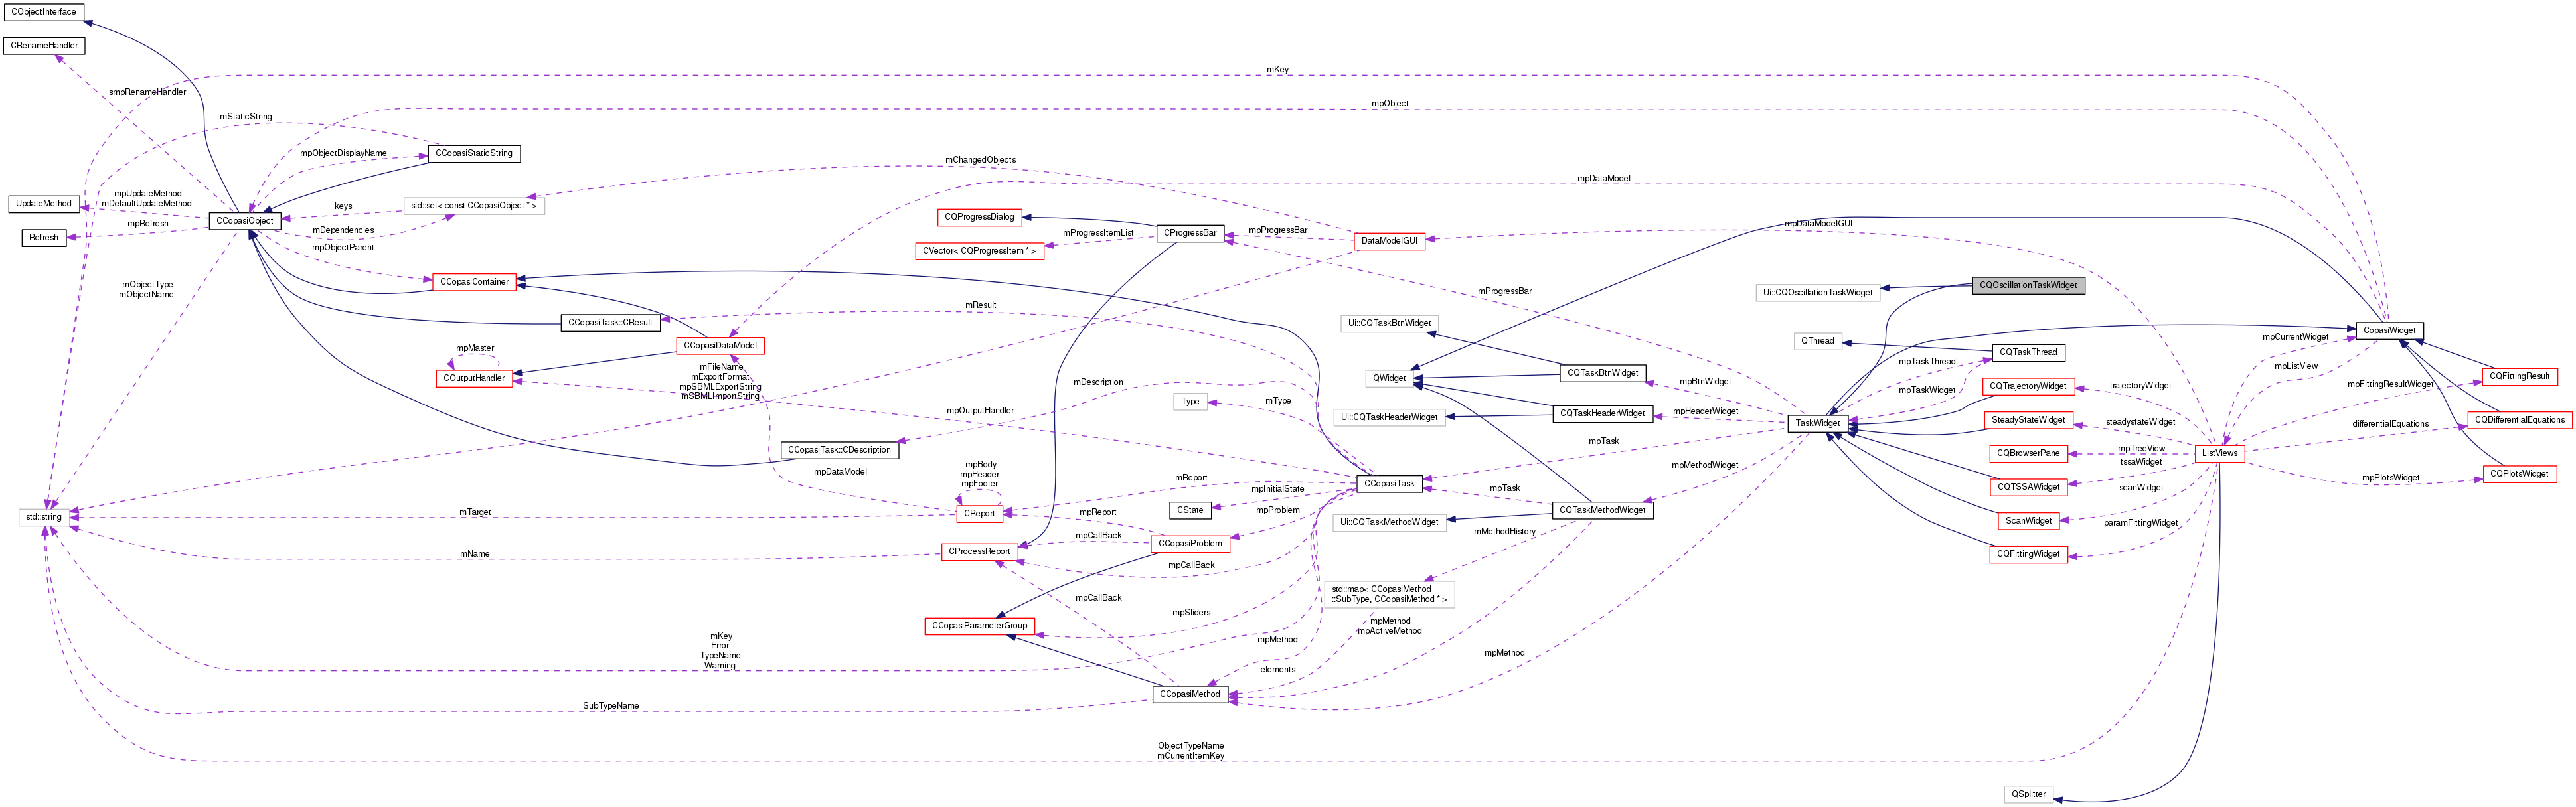 CObjectInterface
CRenameHandler
mKey
smpRenameHandler
mpObject
mStaticString
mpObjectDisplayName
CCopasiStaticString
mChangedObjects
mpDataModel
UpdateMethod
mpUpdateMethod
mDefaultUpdateMethod
CCopasiObject
keys
std::set< const CCopasiObject * >
mpRefresh
Refresh
mDependencies
mpObjectParent
CQProgressDialog
CProgressBar
mProgressItemList
CVector< CQProgressItem * >
mpProgressBar
DataModelGUI
mpDataModelGUI
mObjectType
mObjectName
CCopasiContainer
mResult
mProgressBar
Ui::CQOscillationTaskWidget
CQOscillationTaskWidget
CCopasiTask::CResult
Ui::CQTaskBtnWidget
CopasiWidget
mpCurrentWidget
QThread
CQTaskThread
mpMaster
COutputHandler
CCopasiDataModel
mFileName
mExportFormat
mpSBMLExportString
mSBMLImportString
mDescription
mpTaskThread
mpListView
QWidget
CQTaskBtnWidget
mpBtnWidget
mpTaskWidget
CQTrajectoryWidget
trajectoryWidget
mpFittingResultWidget
CQFittingResult
Type
mType
mpOutputHandler
Ui::CQTaskHeaderWidget
CQTaskHeaderWidget
mpHeaderWidget
TaskWidget
SteadyStateWidget
steadystateWidget
differentialEquations
CQDifferentialEquations
CCopasiTask::CDescription
mpTask
CQBrowserPane
mpTreeView
ListViews
mpDataModel
mpBody
mpHeader
mpFooter
mReport
CCopasiTask
mpMethodWidget
tssaWidget
CQTSSAWidget
mpPlotsWidget
CQPlotsWidget
mpInitialState
mpTask
scanWidget
std::string
mTarget
CReport
mpReport
CState
mpProblem
Ui::CQTaskMethodWidget
CQTaskMethodWidget
ScanWidget
paramFittingWidget
mName
CProcessReport
mpCallBack
CCopasiProblem
mMethodHistory
CQFittingWidget
mpCallBack
mpCallBack
std::map< CCopasiMethod
::SubType, CCopasiMethod * >
mpSliders
CCopasiParameterGroup
mpMethod
mpActiveMethod
mKey
Error
TypeName
Warning
mpMethod
mpMethod
elements
CCopasiMethod
SubTypeName
ObjectTypeName
mCurrentItemKey
QSplitter